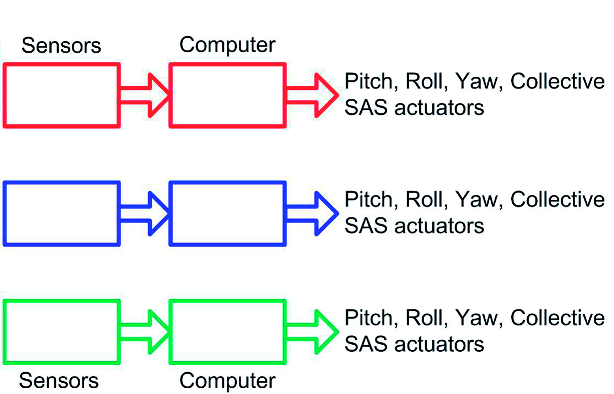 Sensors
Computer
Pitch, Roll, Yaw, Collective
SAS actuators
Pitch, Roll, Yaw, Collective
SAS actuators
Pitch, Roll, Yaw, Collective
SAS actuators
Sensors
Computer